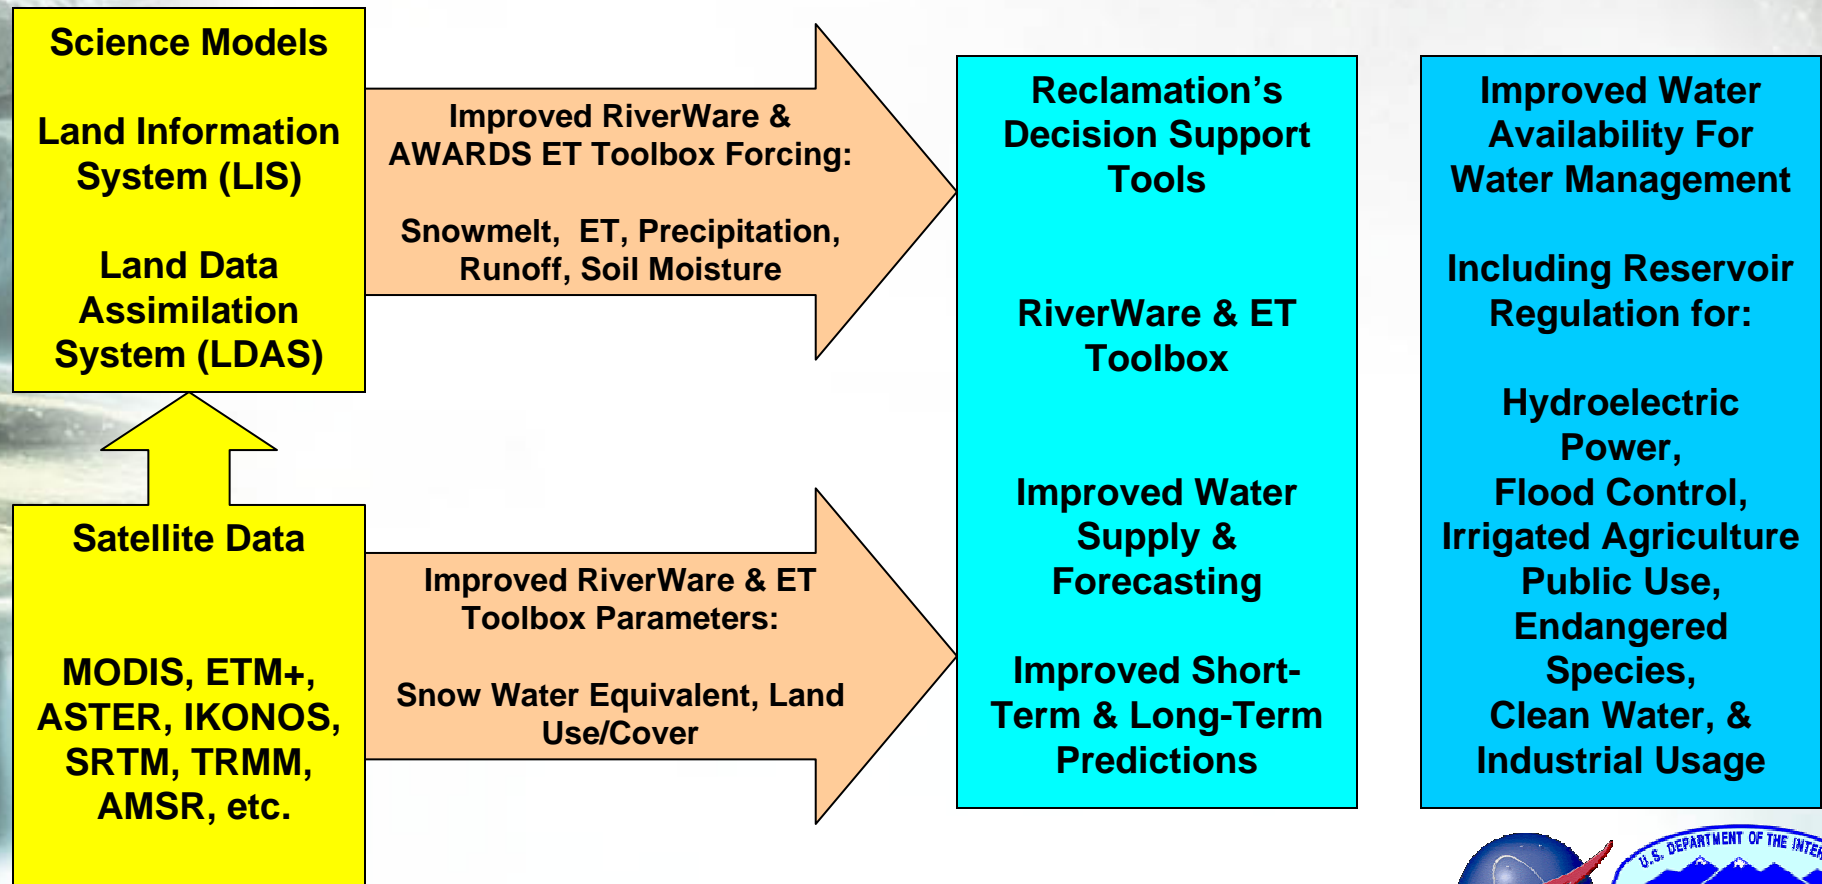 Science Models
Land Information
System (LIS)
Land Data
Assimilation
System (LDAS)
Satellite Data
MODIS, ETM+,
ASTER, IKONOS,
SRTM, TRMM,
AMSR, etc.
Improved RiverWare &
AWARDS ET Toolbox Forcing:
Snowmelt, ET, Precipitation,
Runoff, Soil Moisture
Improved RiverWare & ET
Toolbox Parameters:
Snow Water Equivalent, Land
Use/Cover
Reclamation’s
Decision Support
Tools
RiverWare & ET
Toolbox
Improved Water
Supply &
Forecasting
Improved Short-
Term & Long-Term
Predictions
Improved Water
Availability For
Water Management
Including Reservoir
Regulation for:
Hydroelectric
Power,
Flood Control,
Irrigated Agriculture
Public Use,
Endangered
Species,
Clean Water, &
Industrial Usage
U.S. DEPARTMENT OF THE